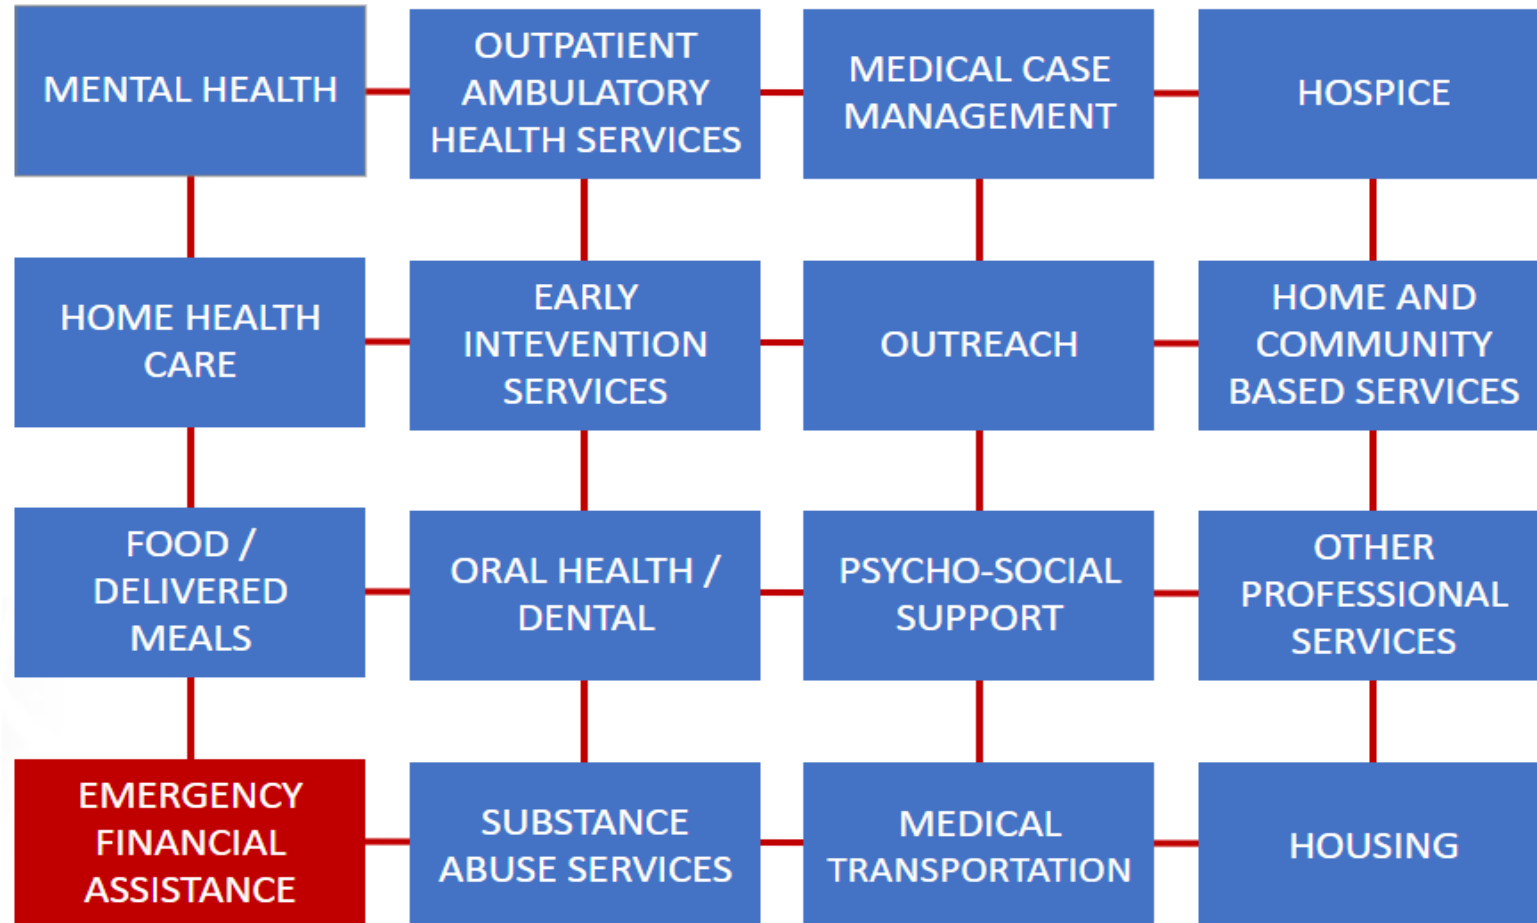 MENTAL HEALTH
OUTPATIENT
AMBULATORY
HEALTH SERVICES
MEDICAL CASE
MANAGEMENT
HOSPICE
HOME HEALTH
CARE
EARLY
INTEVENTION
SERVICES
OUTREACH
HOME AND
COMMUNITY
BASED SERVICES
FOOD /
DELIVERED
MEALS
ORAL HEALTH /
DENTAL
PSYCHO-SOCIAL
SUPPORT
OTHER
PROFESSIONAL
SERVICES
EMERGENCY
FINANCIAL
ASSISTANCE
SUBSTANCE
ABUSE SERVICES
MEDICAL
TRANSPORTATION
HOUSING